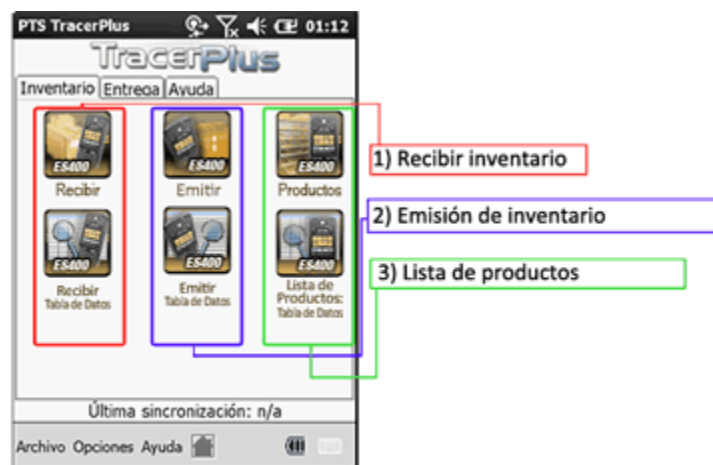 PTS TracerPlus 01:12
TracerPlus
Inventario Entrega Ayuda
ES400 ES400 ES400
Recibir Emitir Productos
ES400 ES400 ES400
Recibir
Tabla de Datos
Emitir
Tabla de Datos
Lista de
Productos:
Tabla de Datos
1) Recibir inventario
2) Emisión de inventario
3) Lista de productos
Última sincronización: n/a
Archivo Opciones Ayuda